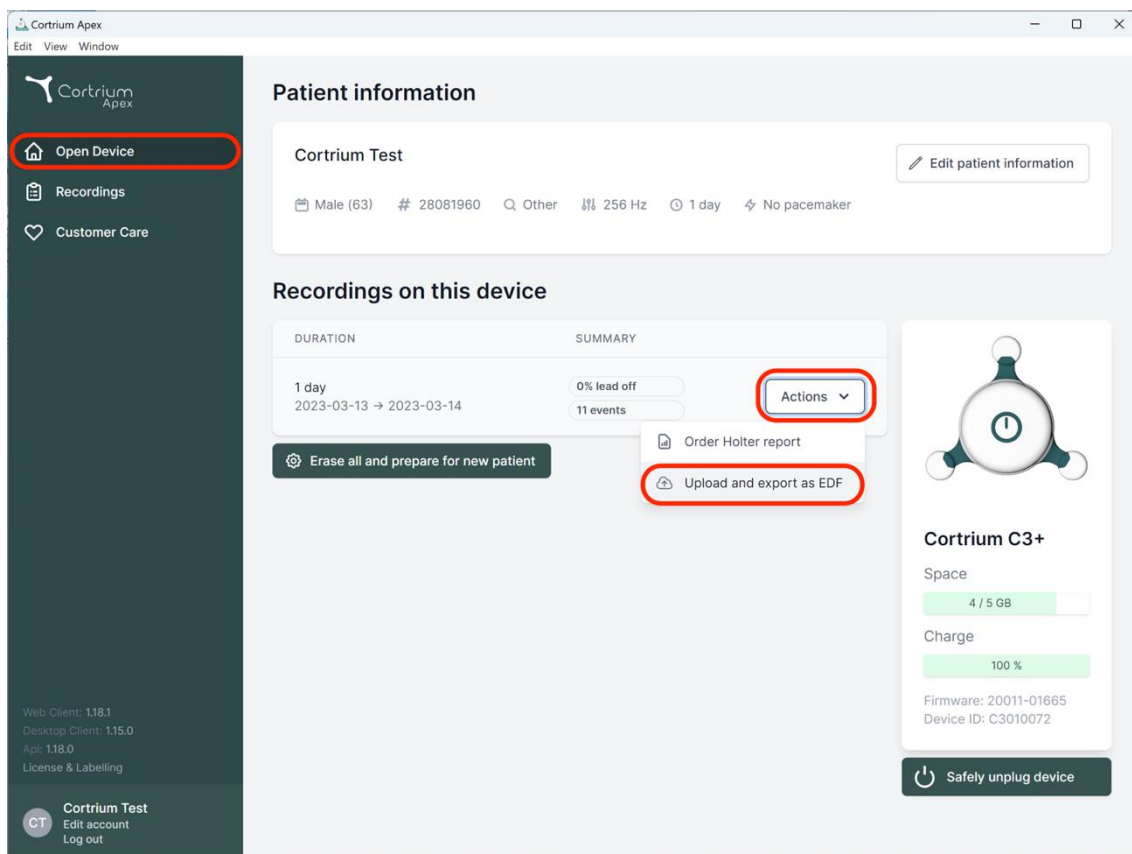 Cortrium Apex
Edit View Window
Cortrium
Apex
Open Device
Recordings
Customer Care
Patient information
Cortrium Test
Edit patient information
Male (63) # 28081960 Other 256 Hz 1 day No pacemaker
Recordings on this device
DURATION SUMMARY
1 day
2023-03-13 → 2023-03-14
0% lead off
11 events
Actions
Order Holter report
Upload and export as EDF
Erase all and prepare for new patient
Cortrium C3+
Space
4 / 5 GB
Charge
100 %
Firmware: 20011-01665
Device ID: C3010072
Safely unplug device
Web Client: 1.18.1
Desktop Client: 1.15.0
Api: 1.18.0
License & Labelling
CT
Cortrium Test
Edit account
Log out